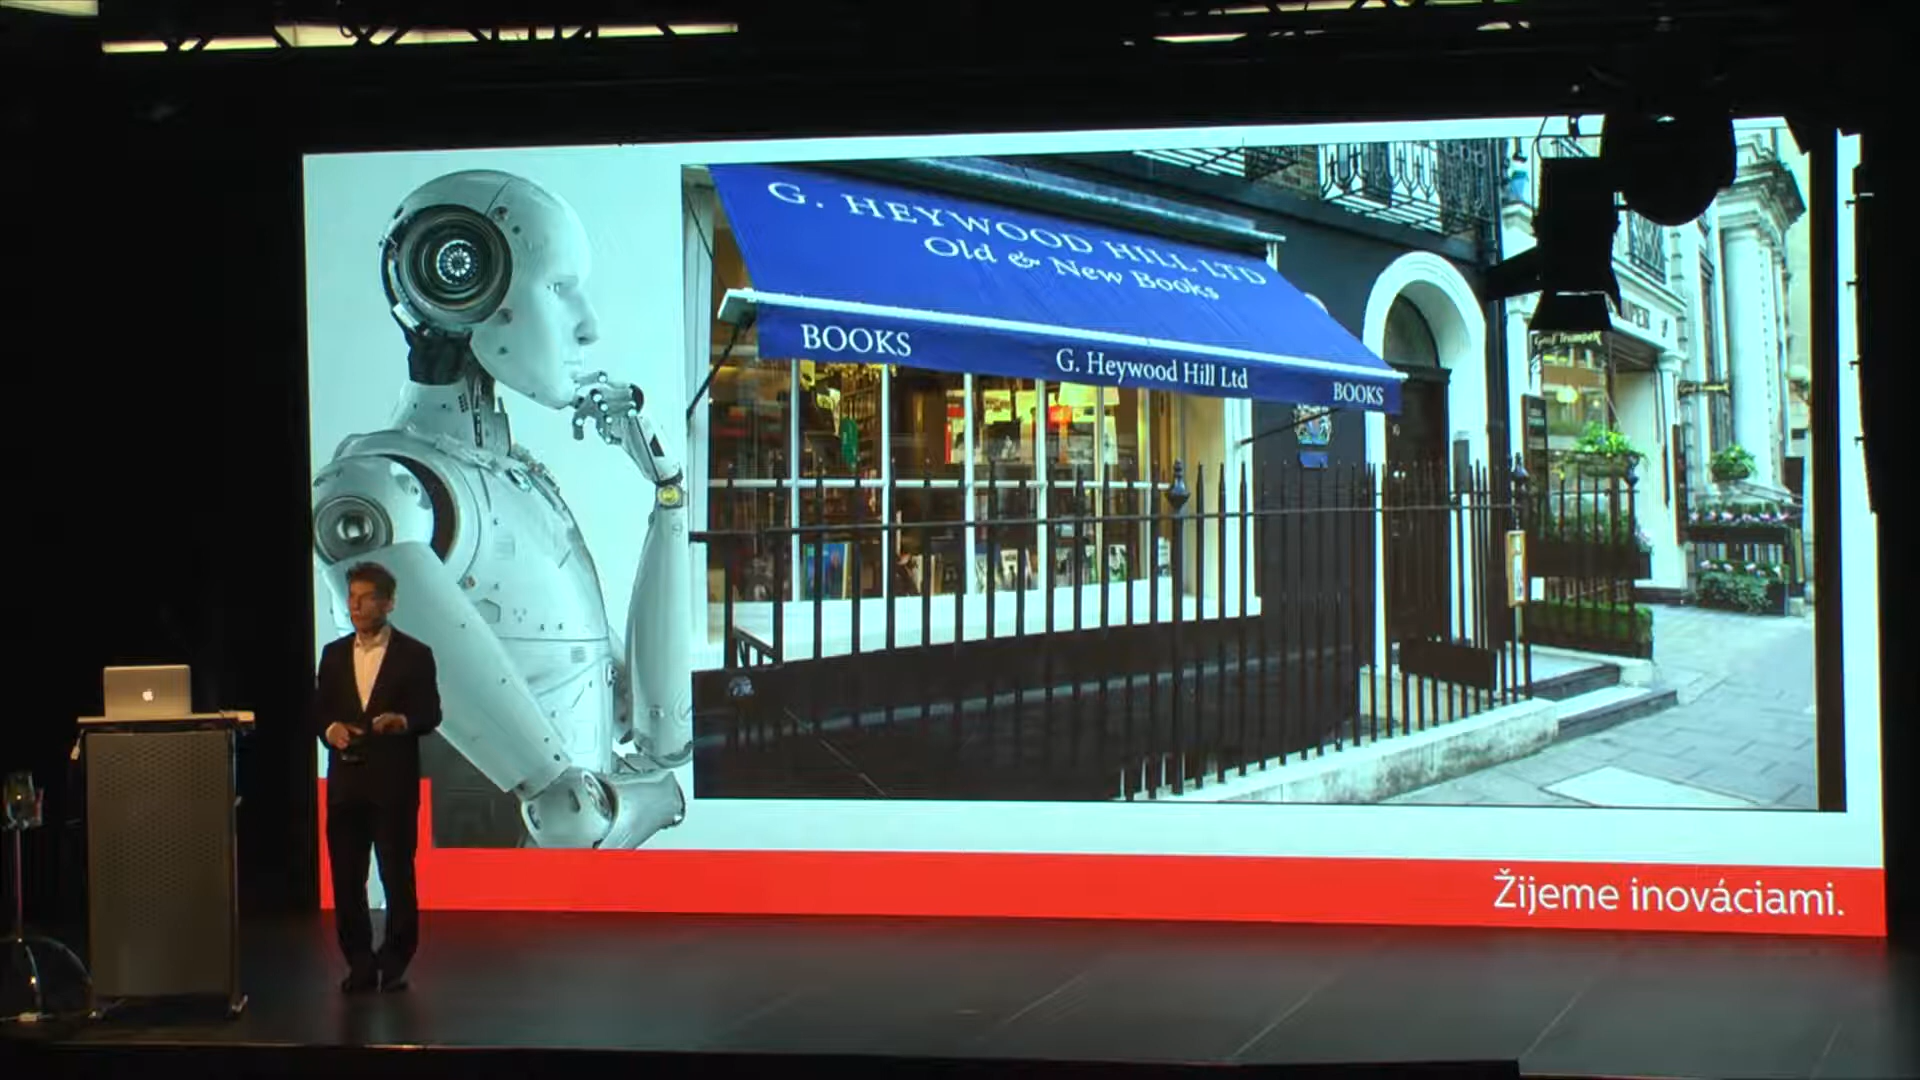 G. HEYWOOD HILL LTD
Old & New Books
BOOKS
G. Heywood Hill Ltd
BOOKS
Žijeme inováciami.